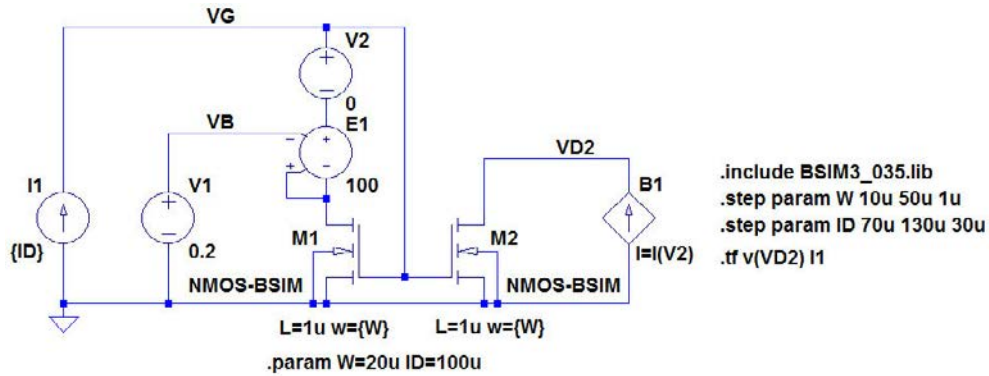 VG
V2
0
VB
E1
100
VD2
I1
{ID}
V1
0.2
M1
M2
B1
I=I(V2)
NMOS-BSIM
NMOS-BSIM
L=1u w={W}
L=1u w={W}
.param W=20u ID=100u
.include BSIM3_035.lib
.step param W 10u 50u 1u
.step param ID 70u 130u 30u
.tf v(VD2) I1